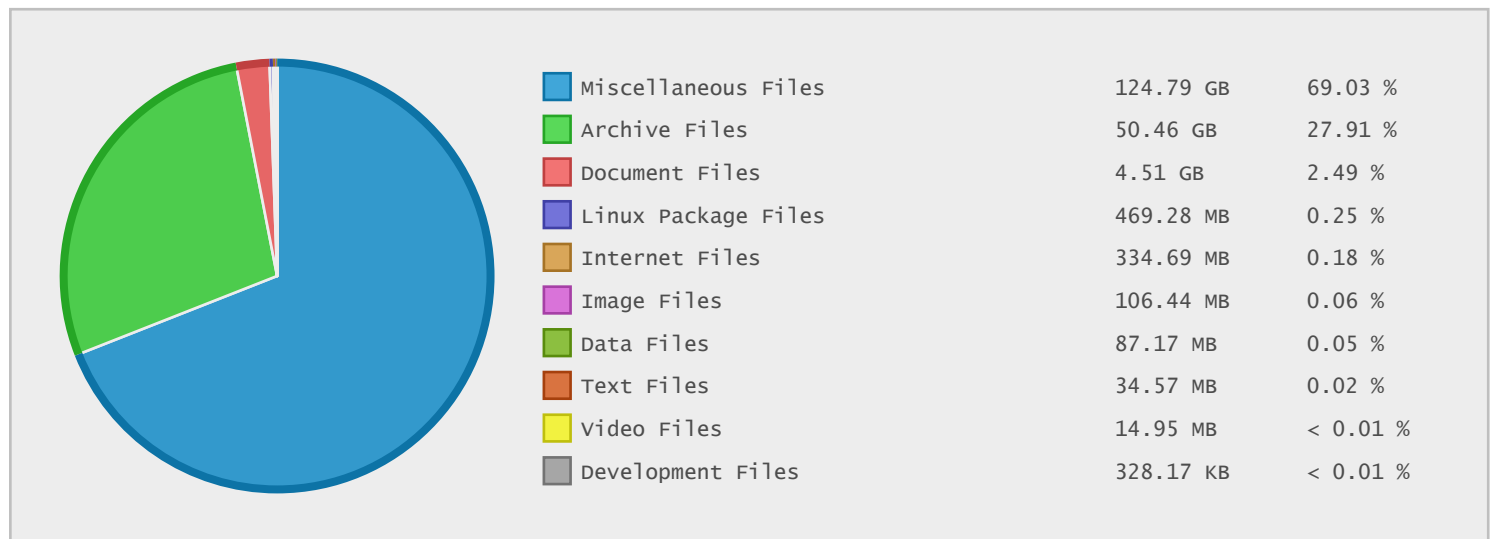 Miscellaneous Files 124.79 GB 69.03 %
Archive Files 50.46 GB 27.91 %
Document Files 4.51 GB 2.49 %
Linux Package Files 469.28 MB 0.25 %
Internet Files 334.69 MB 0.18 %
Image Files 106.44 MB 0.06 %
Data Files 87.17 MB 0.05 %
Text Files 34.57 MB 0.02 %
Video Files 14.95 MB < 0.01 %
Development Files 328.17 KB < 0.01 %